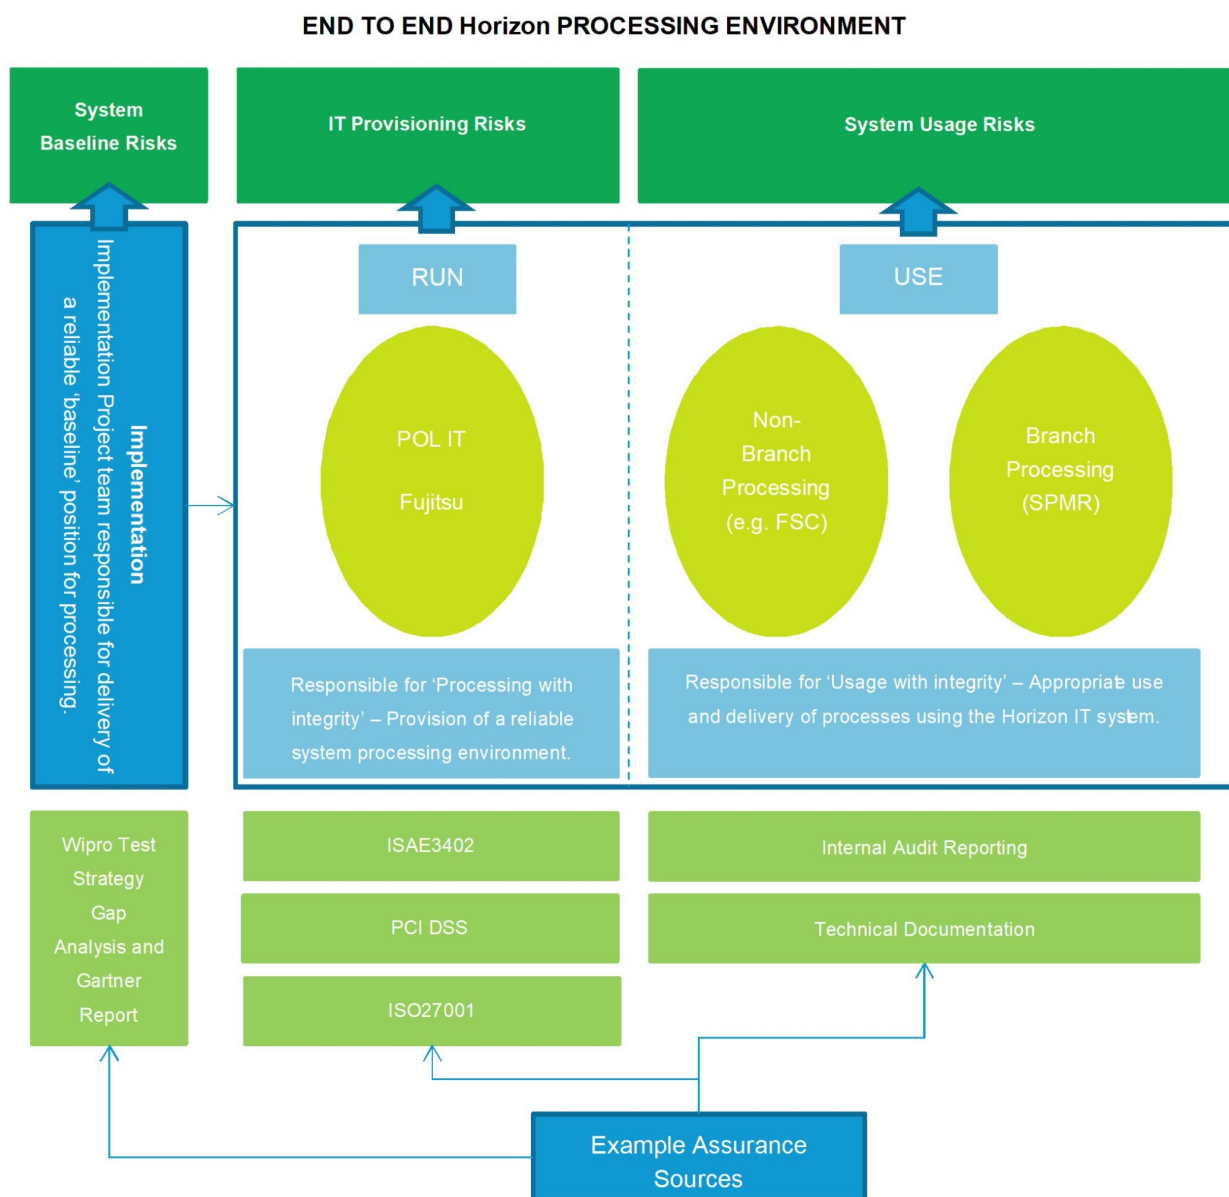 END TO END Horizon PROCESSING ENVIRONMENT
System
Baseline Risks
IT Provisioning Risks
System Usage Risks
Implementation
Implementation Project team responsible for delivery of
a reliable ‘baseline’ position for processing.
RUN
USE
POL IT
Fujitsu
Non-
Branch
Processing
(e.g. FSC)
Branch
Processing
(SPMR)
Responsible for ‘Processing with
integrity’ – Provision of a reliable
system processing environment.
Responsible for ‘Usage with integrity’ – Appropriate use
and delivery of processes using the Horizon IT system.
Wipro Test
Strategy
Gap
Analysis and
Gartner
Report
ISAE3402
PCI DSS
ISO27001
Internal Audit Reporting
Technical Documentation
Example Assurance
Sources